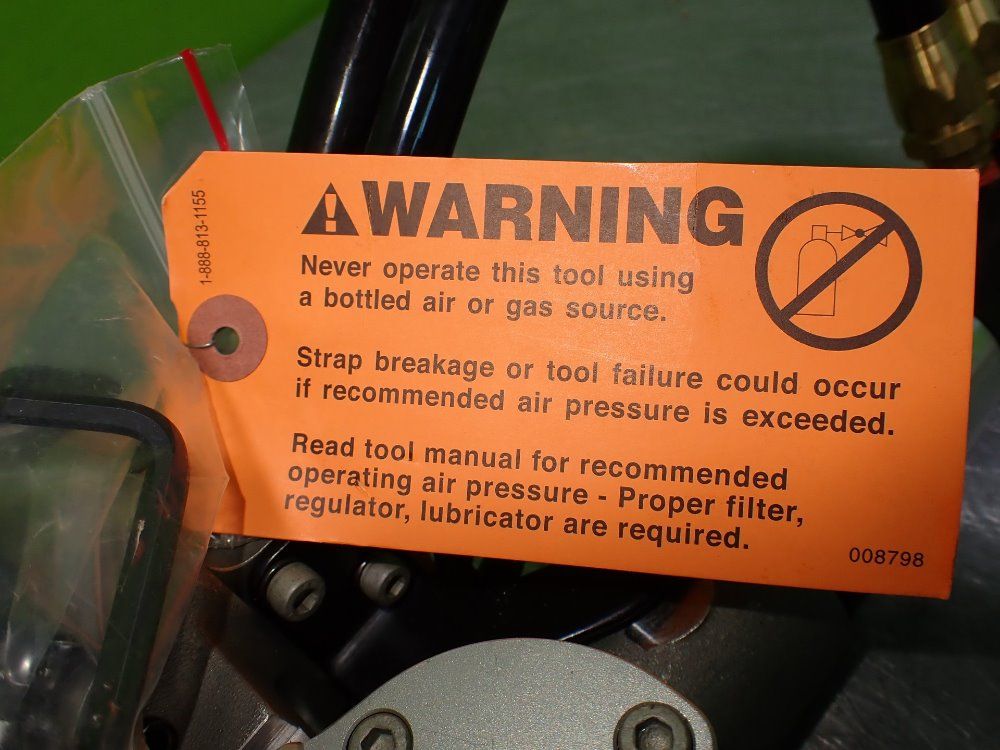 1-888-813-1155
WARNING
Never operate this tool using
a bottled air or gas source.
Strap breakage or tool failure could occur
if recommended air pressure is exceeded.
Read tool manual for recommended
operating air pressure - Proper filter,
regulator, lubricator are required.
008798